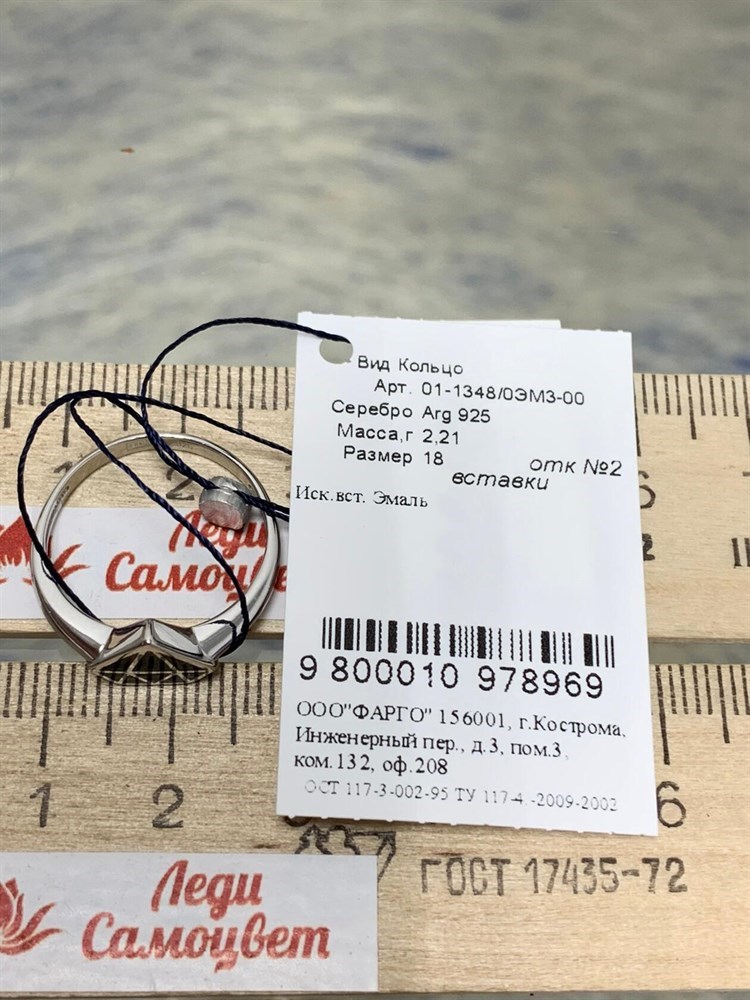 Вид Кольцо
Арт. 01-1348/0ЭМ3-00
Серебро Arg 925
Масса,г 2,21
Размер 18
отк №2
вставки
Иск.вст. Эмаль
9 800010 978969
ООО"ФАРГО" 156001, г.Кострома,
Инженерный пер., д.3, пом.3,
ком.132, оф.208
ОСТ 117-3-002-95 ТУ 117-4.-2009-2002
Леди
Самоцвет
1 2 6
ГОСТ 17435-72
Леди
Самоцвет